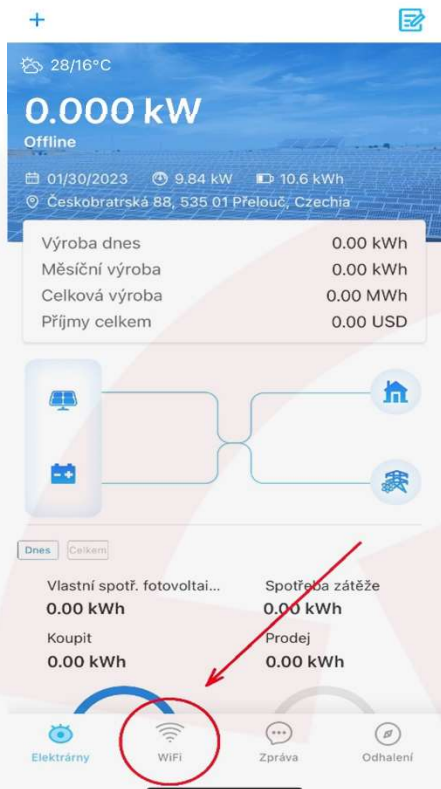 28/16°C
0.000 kW
Offline
01/30/2023 9.84 kW 10.6 kWh
Českobratrská 88, 535 01 Přelouč, Czechia
Výroba dnes 0.00 kWh
Měsíční výroba 0.00 kWh
Celková výroba 0.00 MWh
Příjmy celkem 0.00 USD
Dnes Celkem
Vlastní spotř. fotovoltai... Spotřeba zátěže
0.00 kWh 0.00 kWh
Koupit Prodej
0.00 kWh 0.00 kWh
Elektrárny WiFi Zpráva Odhalení